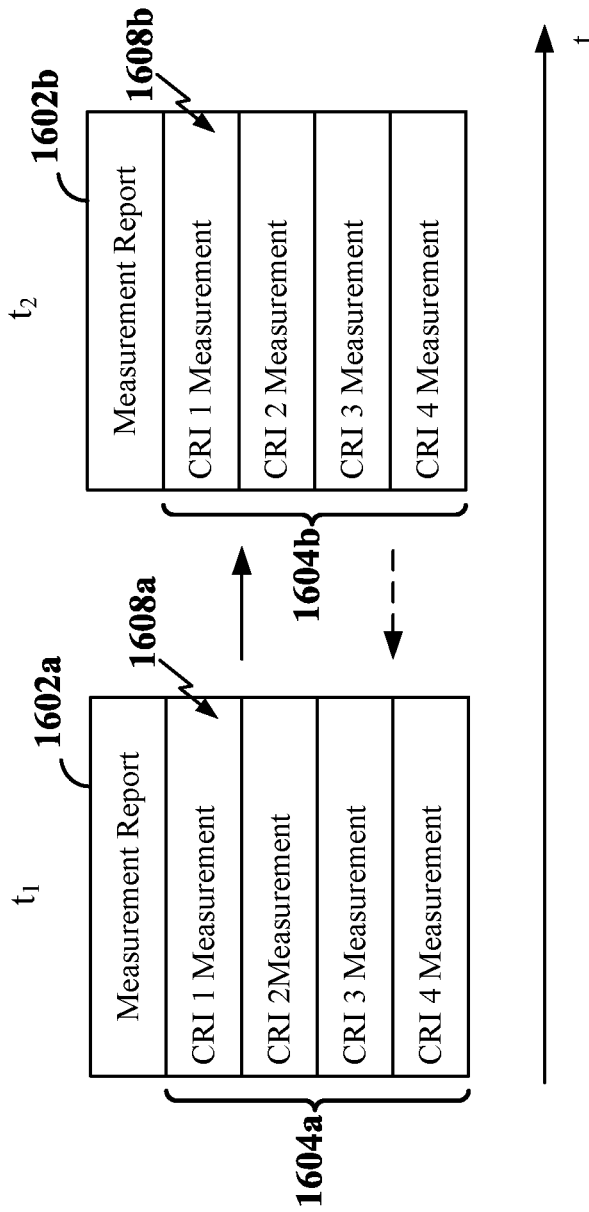 t1
1602a
Measurement Report
1608a
CRI 1 Measurement
CRI 2Measurement
CRI 3 Measurement
CRI 4 Measurement
1604a
t2
1602b
Measurement Report
1608b
CRI 1 Measurement
CRI 2 Measurement
CRI 3 Measurement
CRI 4 Measurement
1604b
t